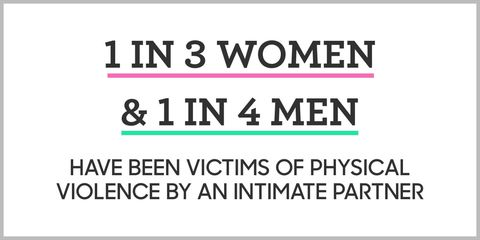 1 IN 3 WOMEN
& 1 IN 4 MEN
HAVE BEEN VICTIMS OF PHYSICAL
VIOLENCE BY AN INTIMATE PARTNER